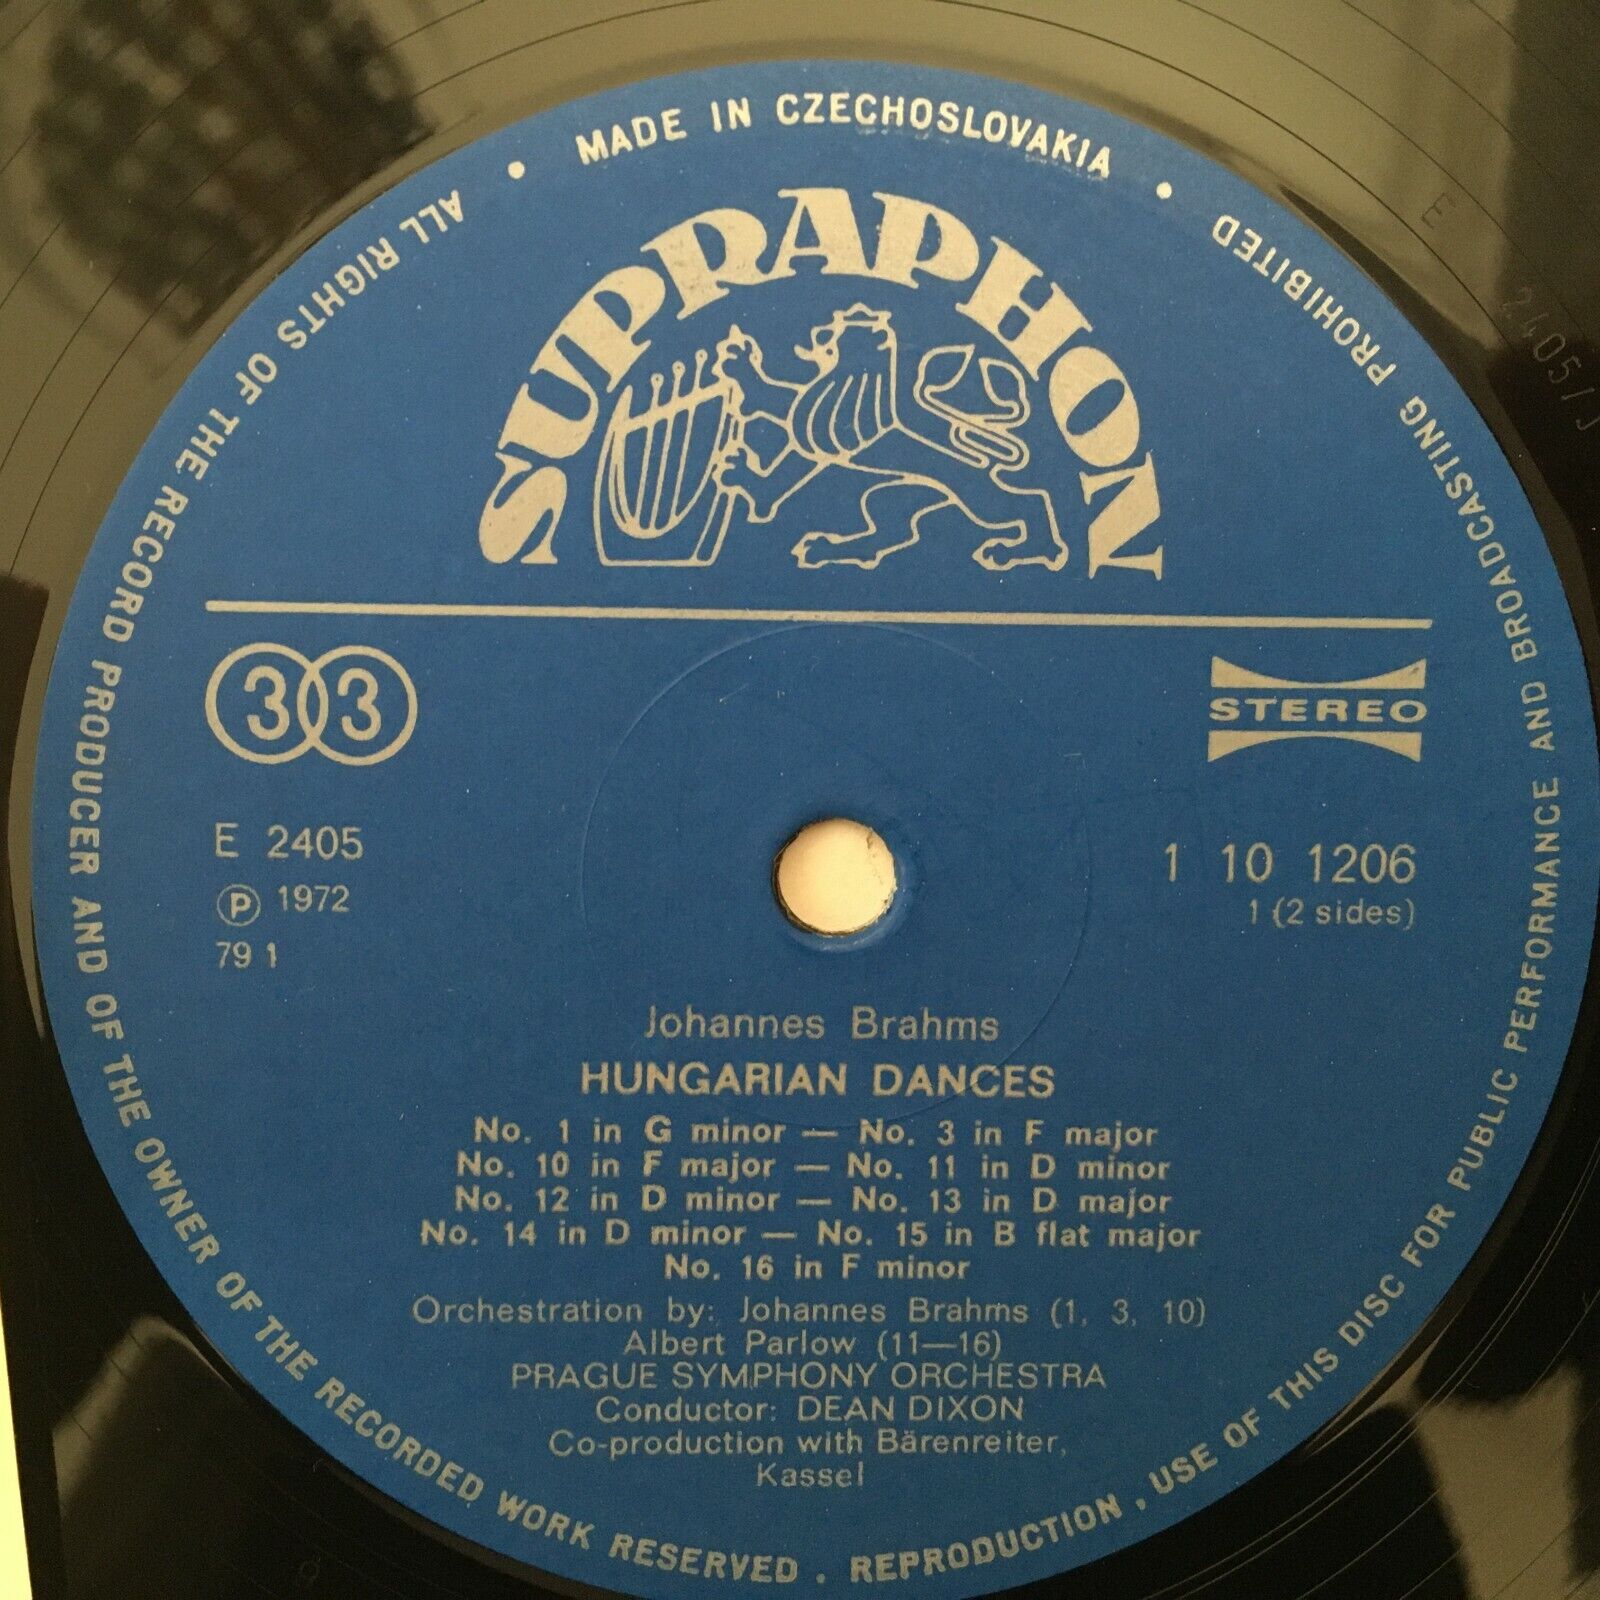 MADE IN CZECHOSLOVAKIA •
ALL RIGHTS OF THE RECORD PRODUCER AND OF THE OWNER OF THE RECORDED WORK RESERVED . REPRODUCTION , USE OF THIS DISC FOR PUBLIC PERFORMANCE AND BROADCASTING PROHIBITED •
SUPRAPHON
33
STEREO
E 2405
℗ 1972
79 1
1 10 1206
1 (2 sides)
Johannes Brahms
HUNGARIAN DANCES
No. 1 in G minor — No. 3 in F major
No. 10 in F major — No. 11 in D minor
No. 12 in D minor — No. 13 in D major
No. 14 in D minor — No. 15 in B flat major
No. 16 in F minor
Orchestration by: Johannes Brahms (1, 3, 10)
Albert Parlow (11—16)
PRAGUE SYMPHONY ORCHESTRA
Conductor: DEAN DIXON
Co-production with Bärenreiter,
Kassel
E